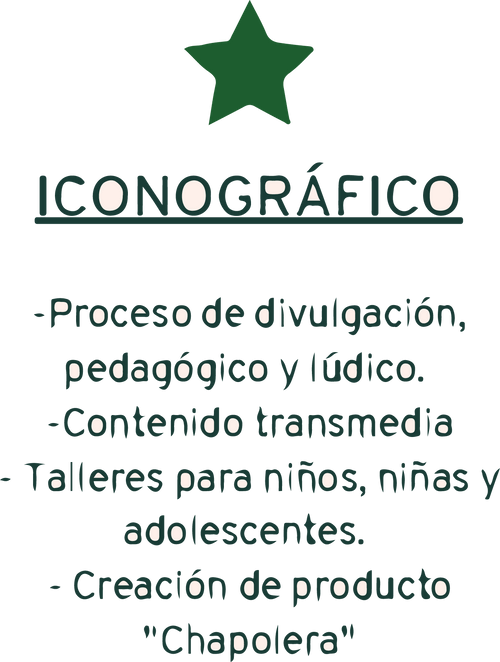 ICONOGRÁFICO
-Proceso de divulgación,
pedagógico y lúdico.
-Contenido transmedia
- Talleres para niños, niñas y
adolescentes.
- Creación de producto
"Chapolera"